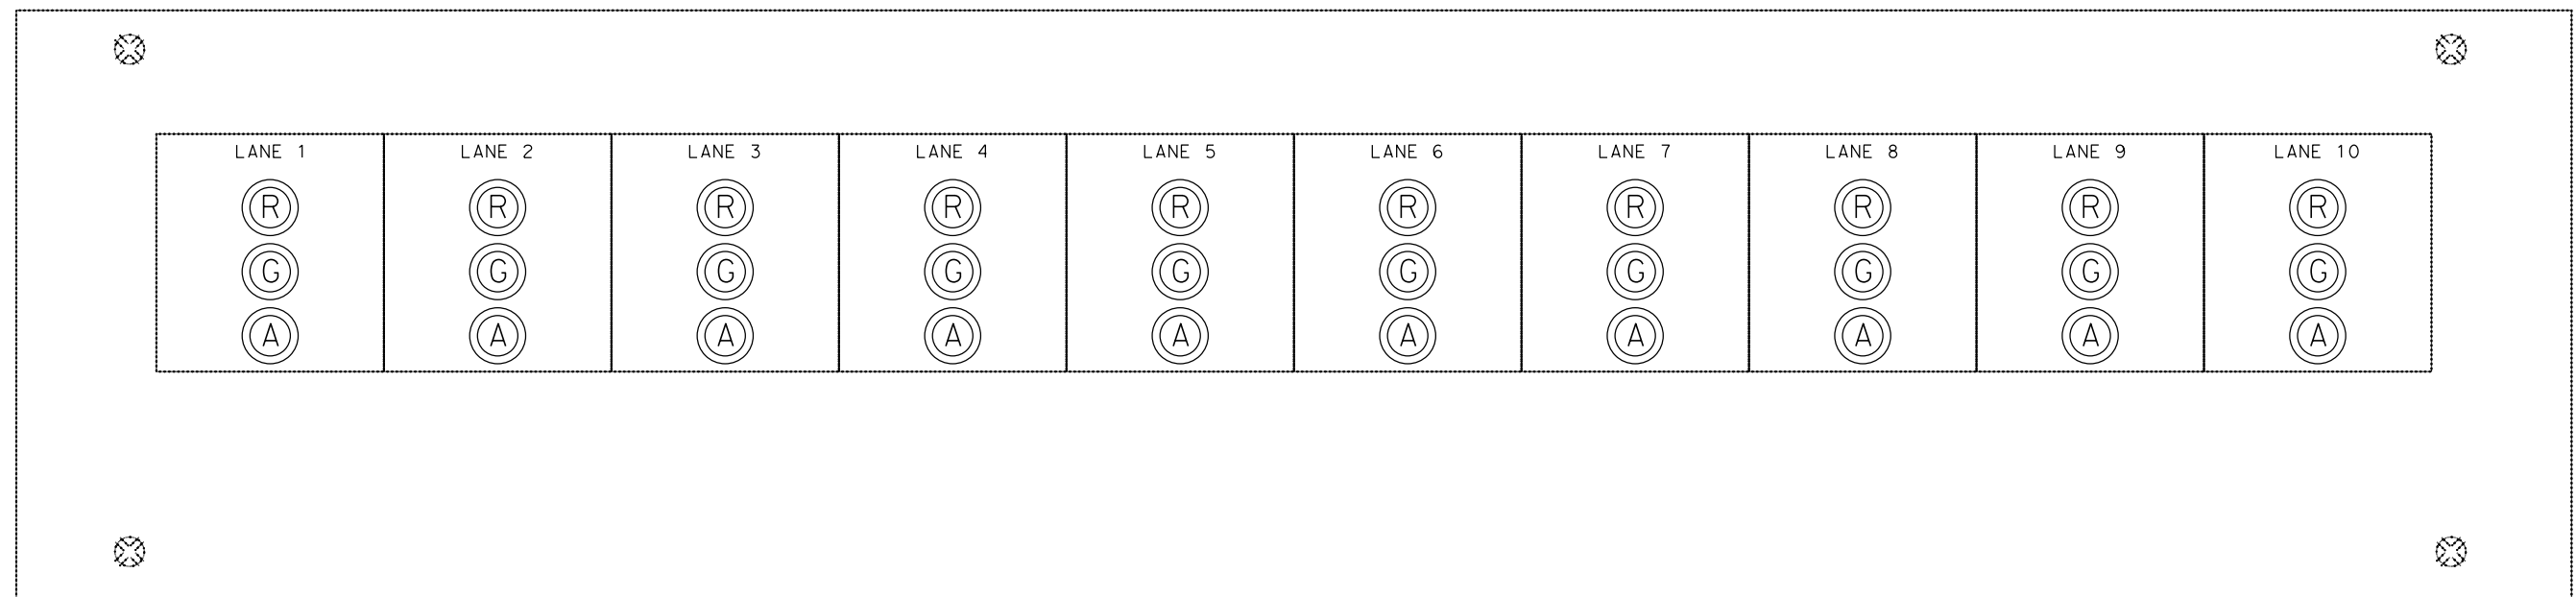 LANE 1 LANE 2 LANE 3 LANE 4 LANE 5 LANE 6 LANE 7 LANE 8 LANE 9 LANE 10
R R R R R R R R R R
G G G G G G G G G G
A A A A A A A A A A